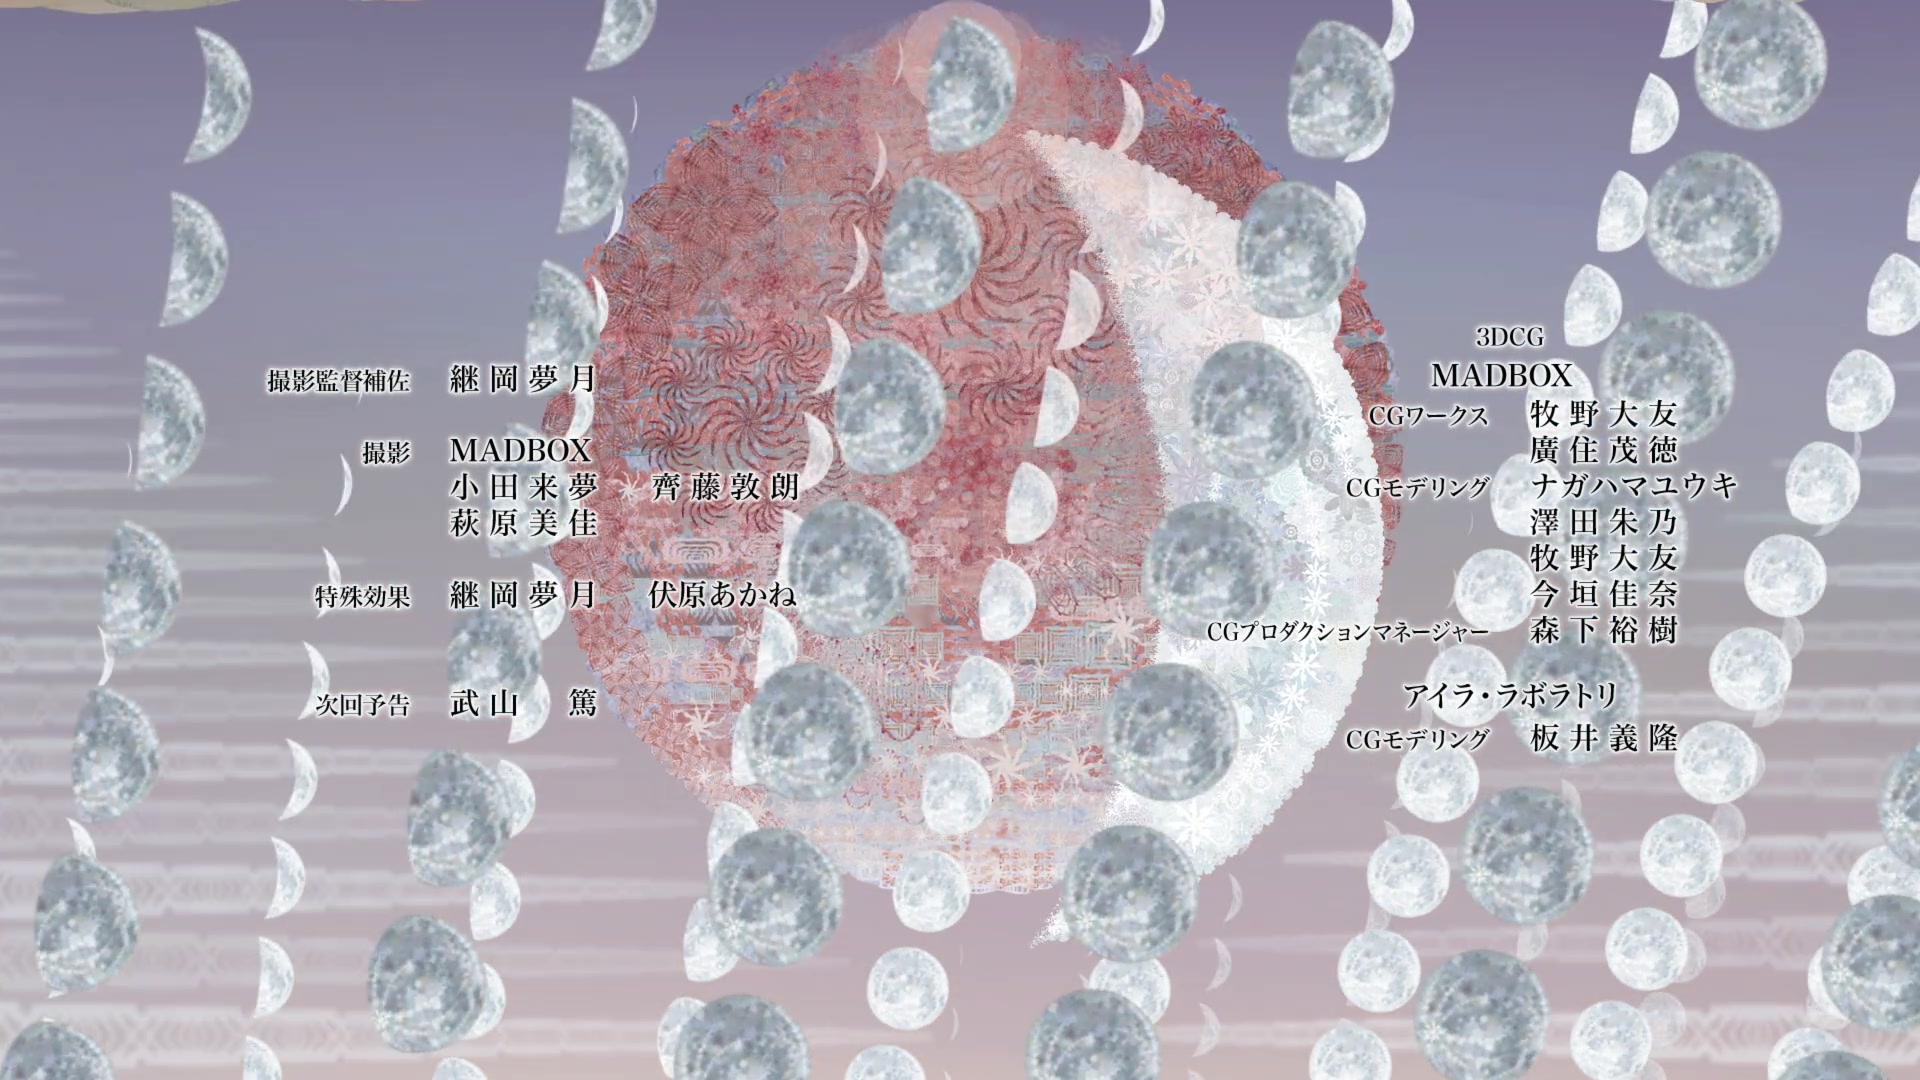 撮影監督補佐 継岡夢月
撮影 MADBOX
小田来夢 齊藤敦朗
萩原美佳
特殊効果 継岡夢月 伏原あかね
次回予告 武山 篤
3DCG
MADBOX
CGワークス 牧野大友
廣住茂徳
CGモデリング ナガハマユウキ
澤田朱乃
牧野大友
今垣佳奈
CGプロダクションマネージャー 森下裕樹
アイラ・ラボラトリ
CGモデリング 板井義隆